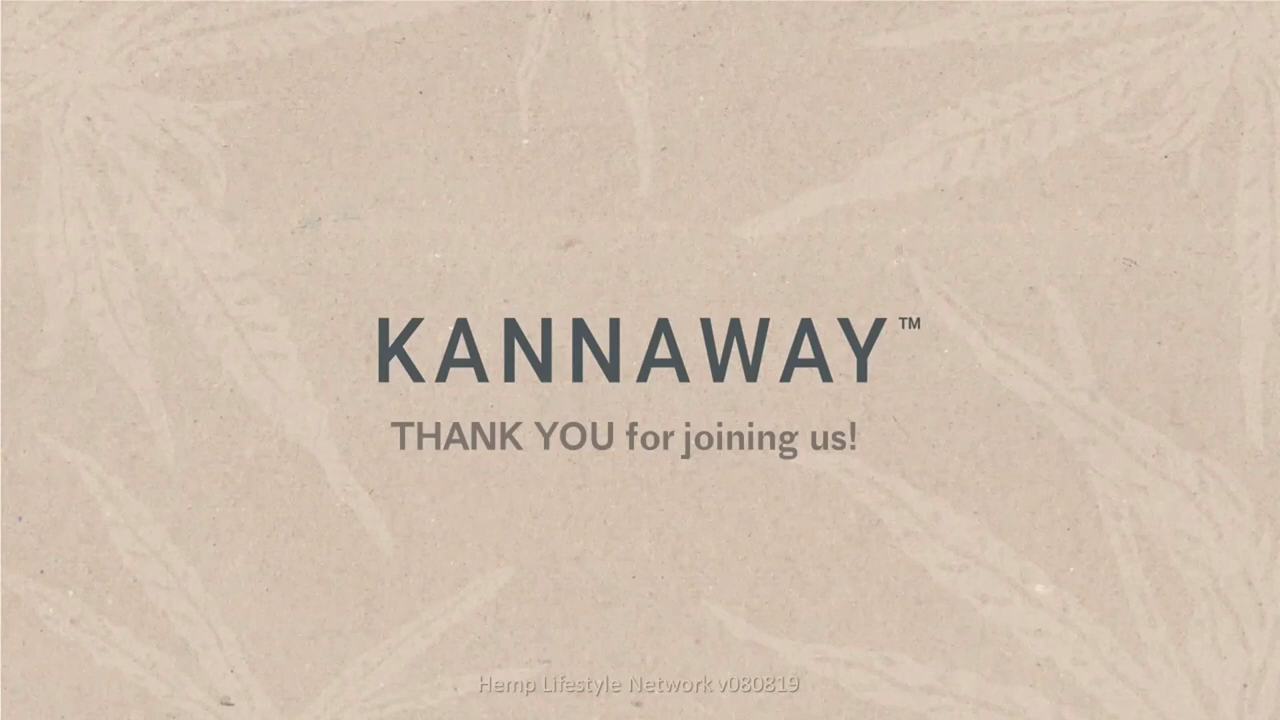 KANNAWAY™
THANK YOU for joining us!
Hemp Lifestyle Network v080819